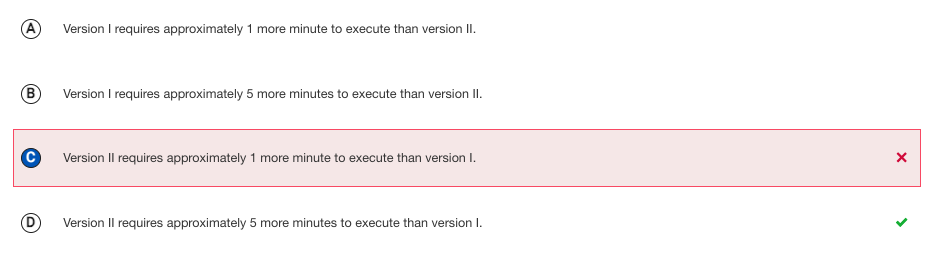 A Version I requires approximately 1 more minute to execute than version II.
B Version I requires approximately 5 more minutes to execute than version II.
C Version II requires approximately 1 more minute to execute than version I.
D Version II requires approximately 5 more minutes to execute than version I.